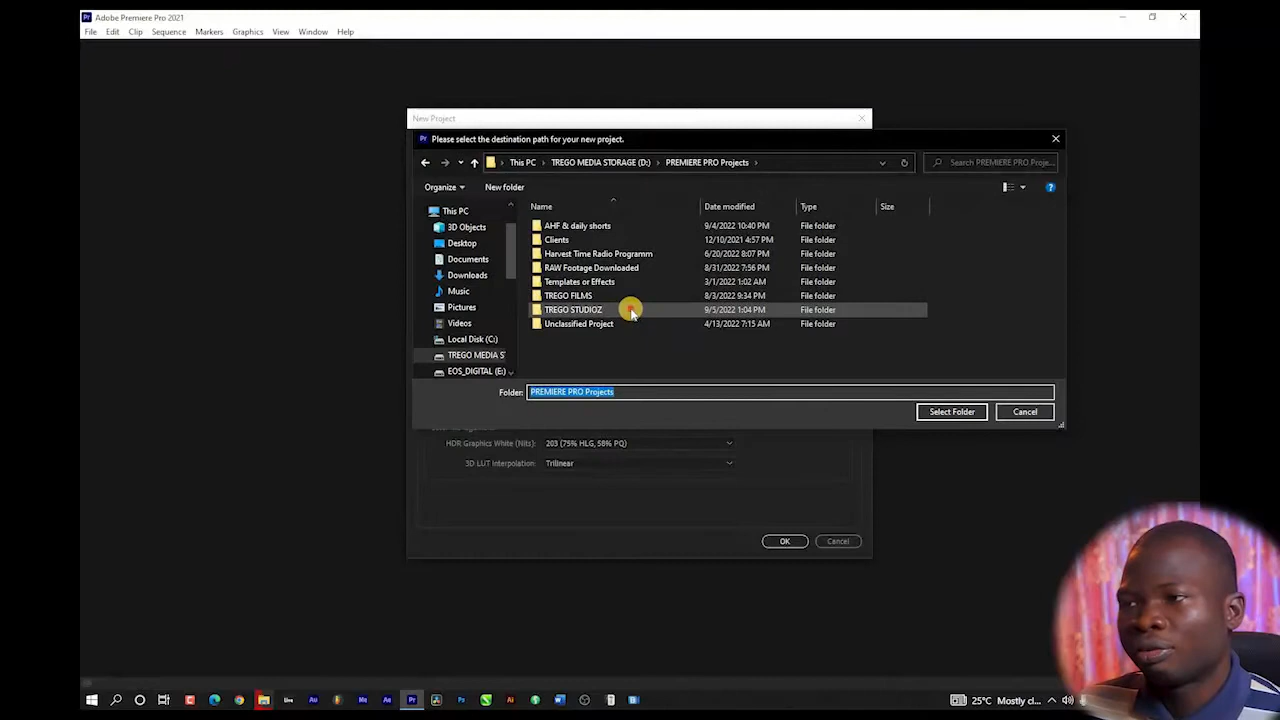 Adobe Premiere Pro 2021
File Edit Clip Sequence Markers Graphics View Window Help
New Project
Please select the destination path for your new project.
This PC > TREGO MEDIA STORAGE (D:) > PREMIERE PRO Projects >
Search PREMIERE PRO Proje...
Organize New folder
Name Date modified Type Size
This PC
3D Objects
Desktop
Documents
Downloads
Music
Pictures
Videos
Local Disk (C:)
TREGO MEDIA S
EOS_DIGITAL (E:)
AHF & daily shorts 9/4/2022 10:40 PM File folder
Clients 12/10/2021 4:57 PM File folder
Harvest Time Radio Programm 6/20/2022 8:07 PM File folder
RAW Footage Downloaded 8/31/2022 7:56 PM File folder
Templates or Effects 3/1/2022 1:02 AM File folder
TREGO FILMS 8/3/2022 9:34 PM File folder
TREGO STUDIOZ 9/5/2022 1:04 PM File folder
Unclassified Project 4/13/2022 7:15 AM File folder
Folder: PREMIERE PRO Projects
Select Folder Cancel
HDR Graphics White (Nits): 203 (75% HLG, 58% PQ)
3D LUT Interpolation: Trilinear
OK Cancel
25°C Mostly cl...